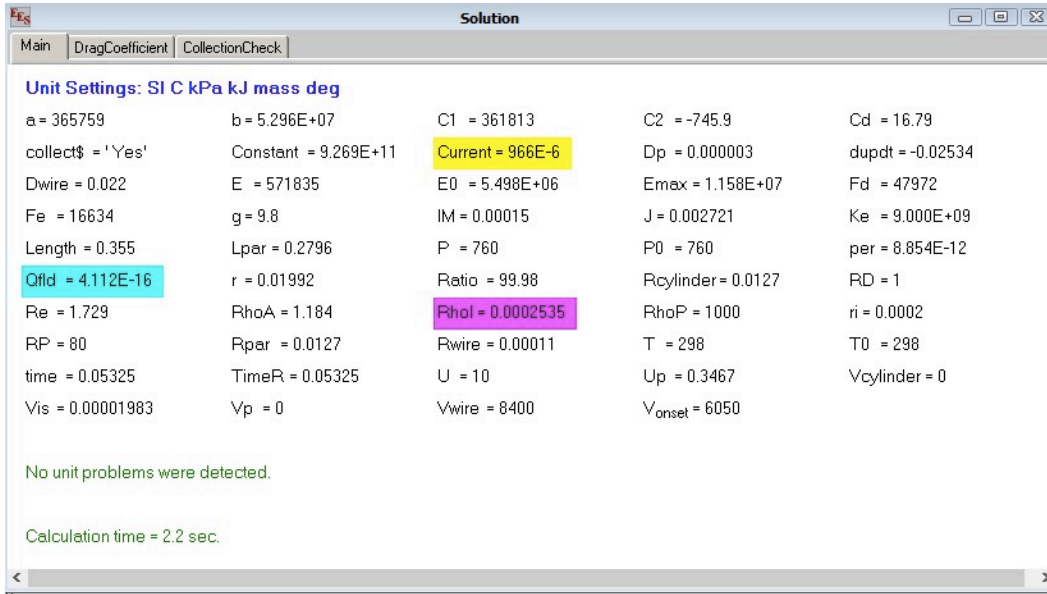 EES Solution
Main DragCoefficient CollectionCheck
Unit Settings: SI C kPa kJ mass deg
a = 365759 b = 5.296E+07 C1 = 361813 C2 = -745.9 Cd = 16.79
collect$ = 'Yes' Constant = 9.269E+11 Current = 966E-6 Dp = 0.000003 dupdt = -0.02534
Dwire = 0.022 E = 571835 E0 = 5.498E+06 Emax = 1.158E+07 Fd = 47972
Fe = 16634 g = 9.8 IM = 0.00015 J = 0.002721 Ke = 9.000E+09
Length = 0.355 Lpar = 0.2796 P = 760 P0 = 760 per = 8.854E-12
Qfld = 4.112E-16 r = 0.01992 Ratio = 99.98 Rcylinder = 0.0127 RD = 1
Re = 1.729 RhoA = 1.184 RhoI = 0.0002535 RhoP = 1000 ri = 0.0002
RP = 80 Rpar = 0.0127 Rwire = 0.00011 T = 298 T0 = 298
time = 0.05325 TimeR = 0.05325 U = 10 Up = 0.3467 Vcylinder = 0
Vis = 0.00001983 Vp = 0 Vwire = 8400 Vonset = 6050
No unit problems were detected.
Calculation time = 2.2 sec.